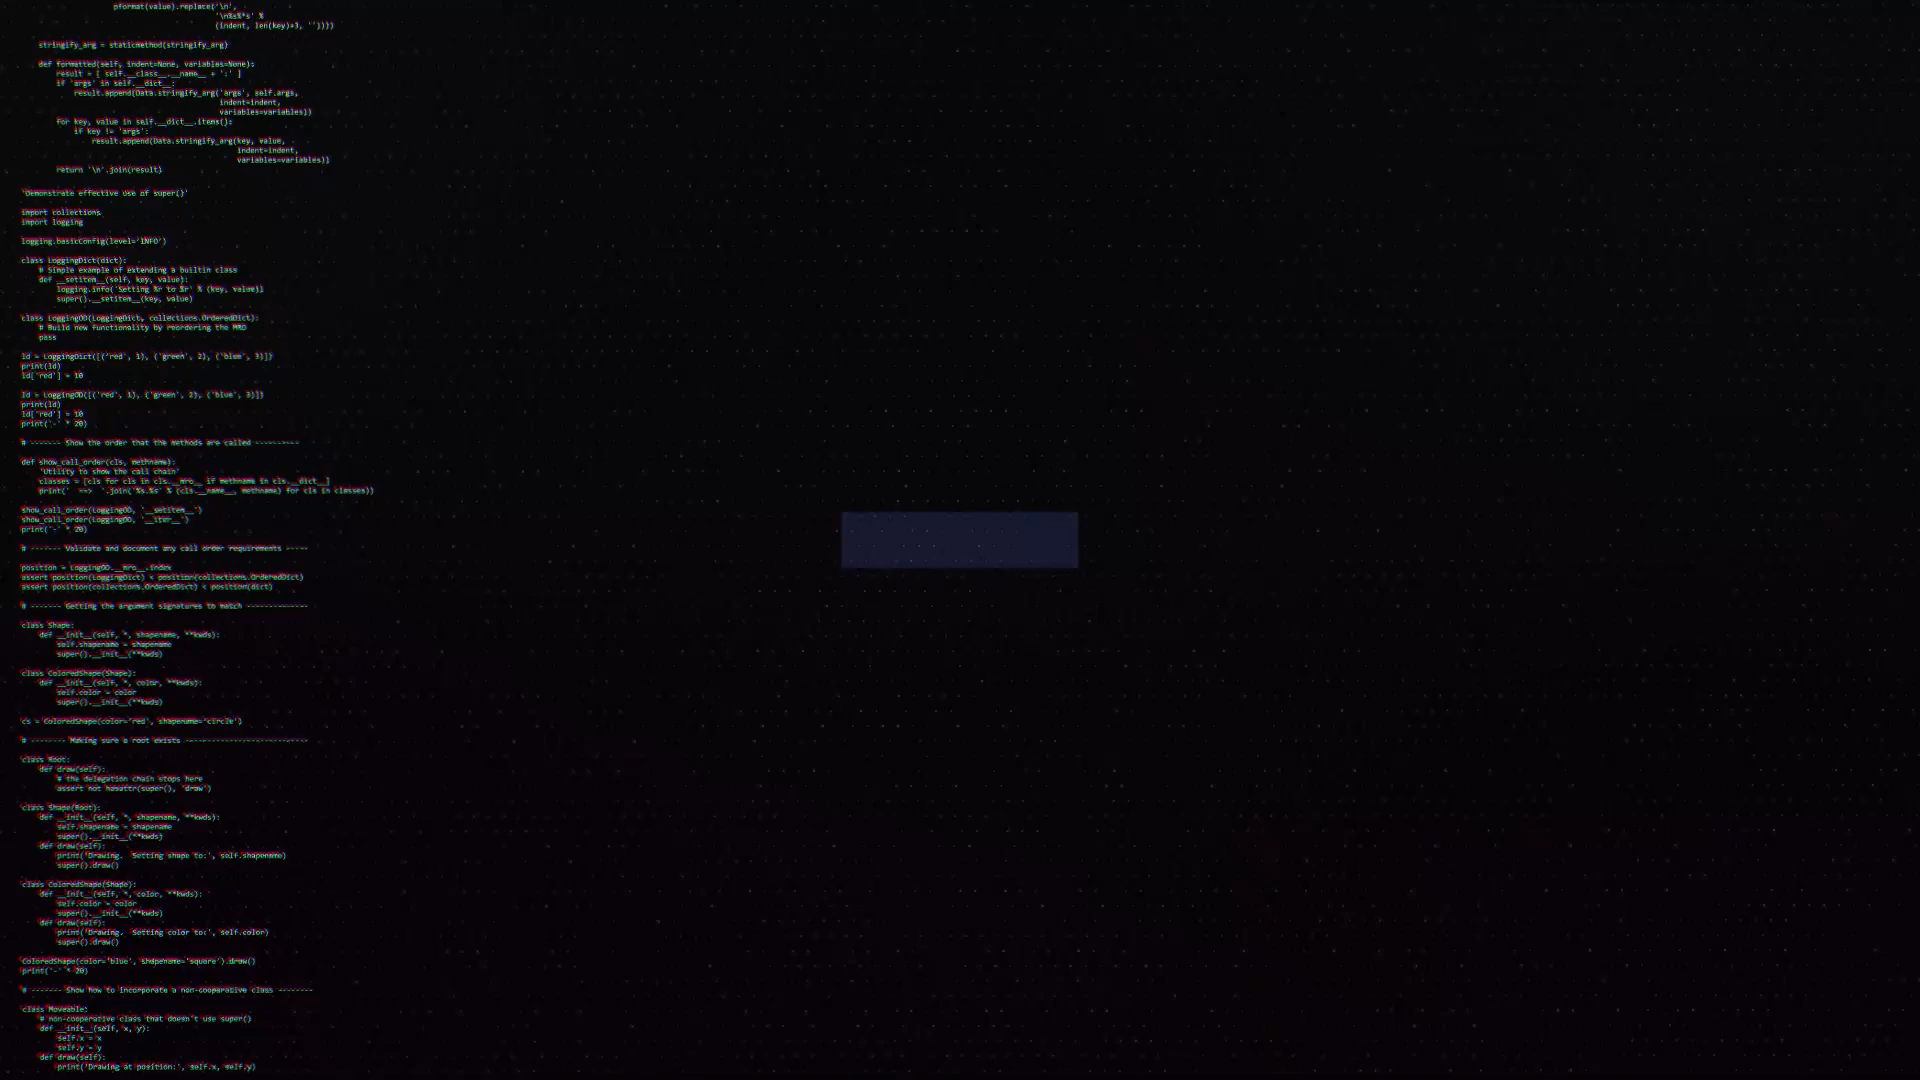 pformat(value).replace('\n',
'\n%s%*s' %
(indent, len(key)+3, ''))))
stringify_arg = staticmethod(stringify_arg)
def formatted(self, indent=None, variables=None):
result = [ self.__class__.__name__ + ':' ]
if 'args' in self.__dict__:
result.append(Data.stringify_arg('args', self.args,
indent=indent,
variables=variables))
for key, value in self.__dict__.items():
if key != 'args':
result.append(Data.stringify_arg(key, value,
indent=indent,
variables=variables))
return '\n'.join(result)
'Demonstrate effective use of super()'
import collections
import logging
logging.basicConfig(level='INFO')
class LoggingDict(dict):
# Simple example of extending a builtin class
def __setitem__(self, key, value):
logging.info('Setting %r to %r' % (key, value))
super().__setitem__(key, value)
class LoggingOD(LoggingDict, collections.OrderedDict):
# Build new functionality by reordering the MRO
pass
ld = LoggingDict([('red', 1), ('green', 2), ('blue', 3)])
print(ld)
ld['red'] = 10
ld = LoggingOD([('red', 1), ('green', 2), ('blue', 3)])
print(ld)
ld['red'] = 10
print('-' * 20)
# ------- Show the order that the methods are called ----------
def show_call_order(cls, methname):
'Utility to show the call chain'
classes = [cls for cls in cls.__mro__ if methname in cls.__dict__]
print('  ==>  '.join('%s.%s' % (cls.__name__, methname) for cls in classes))
show_call_order(LoggingOD, '__setitem__')
show_call_order(LoggingOD, '__iter__')
print('-' * 20)
# ------- Validate and document any call order requirements -----
position = LoggingOD.__mro__.index
assert position(LoggingDict) < position(collections.OrderedDict)
assert position(collections.OrderedDict) < position(dict)
# ------- Getting the argument signatures to match --------------
class Shape:
def __init__(self, *, shapename, **kwds):
self.shapename = shapename
super().__init__(**kwds)
class ColoredShape(Shape):
def __init__(self, *, color, **kwds):
self.color = color
super().__init__(**kwds)
cs = ColoredShape(color='red', shapename='circle')
# -------- Making sure a root exists ----------------------------
class Root:
def draw(self):
# the delegation chain stops here
assert not hasattr(super(), 'draw')
class Shape(Root):
def __init__(self, *, shapename, **kwds):
self.shapename = shapename
super().__init__(**kwds)
def draw(self):
print('Drawing.  Setting shape to:', self.shapename)
super().draw()
class ColoredShape(Shape):
def __init__(self, *, color, **kwds):
self.color = color
super().__init__(**kwds)
def draw(self):
print('Drawing.  Setting color to:', self.color)
super().draw()
ColoredShape(color='blue', shapename='square').draw()
print('-' * 20)
# ------- Show how to incorporate a non-cooperative class --------
class Moveable:
# non-cooperative class that doesn't use super()
def __init__(self, x, y):
self.x = x
self.y = y
def draw(self):
print('Drawing at position:', self.x, self.y)